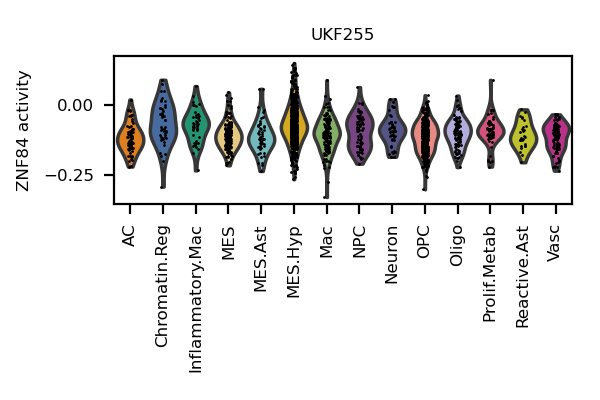 UKF255
ZNF84 activity
0.00
−0.25
AC
Chromatin.Reg
Inflammatory.Mac
MES
MES.Ast
MES.Hyp
Mac
NPC
Neuron
OPC
Oligo
Prolif.Metab
Reactive.Ast
Vasc